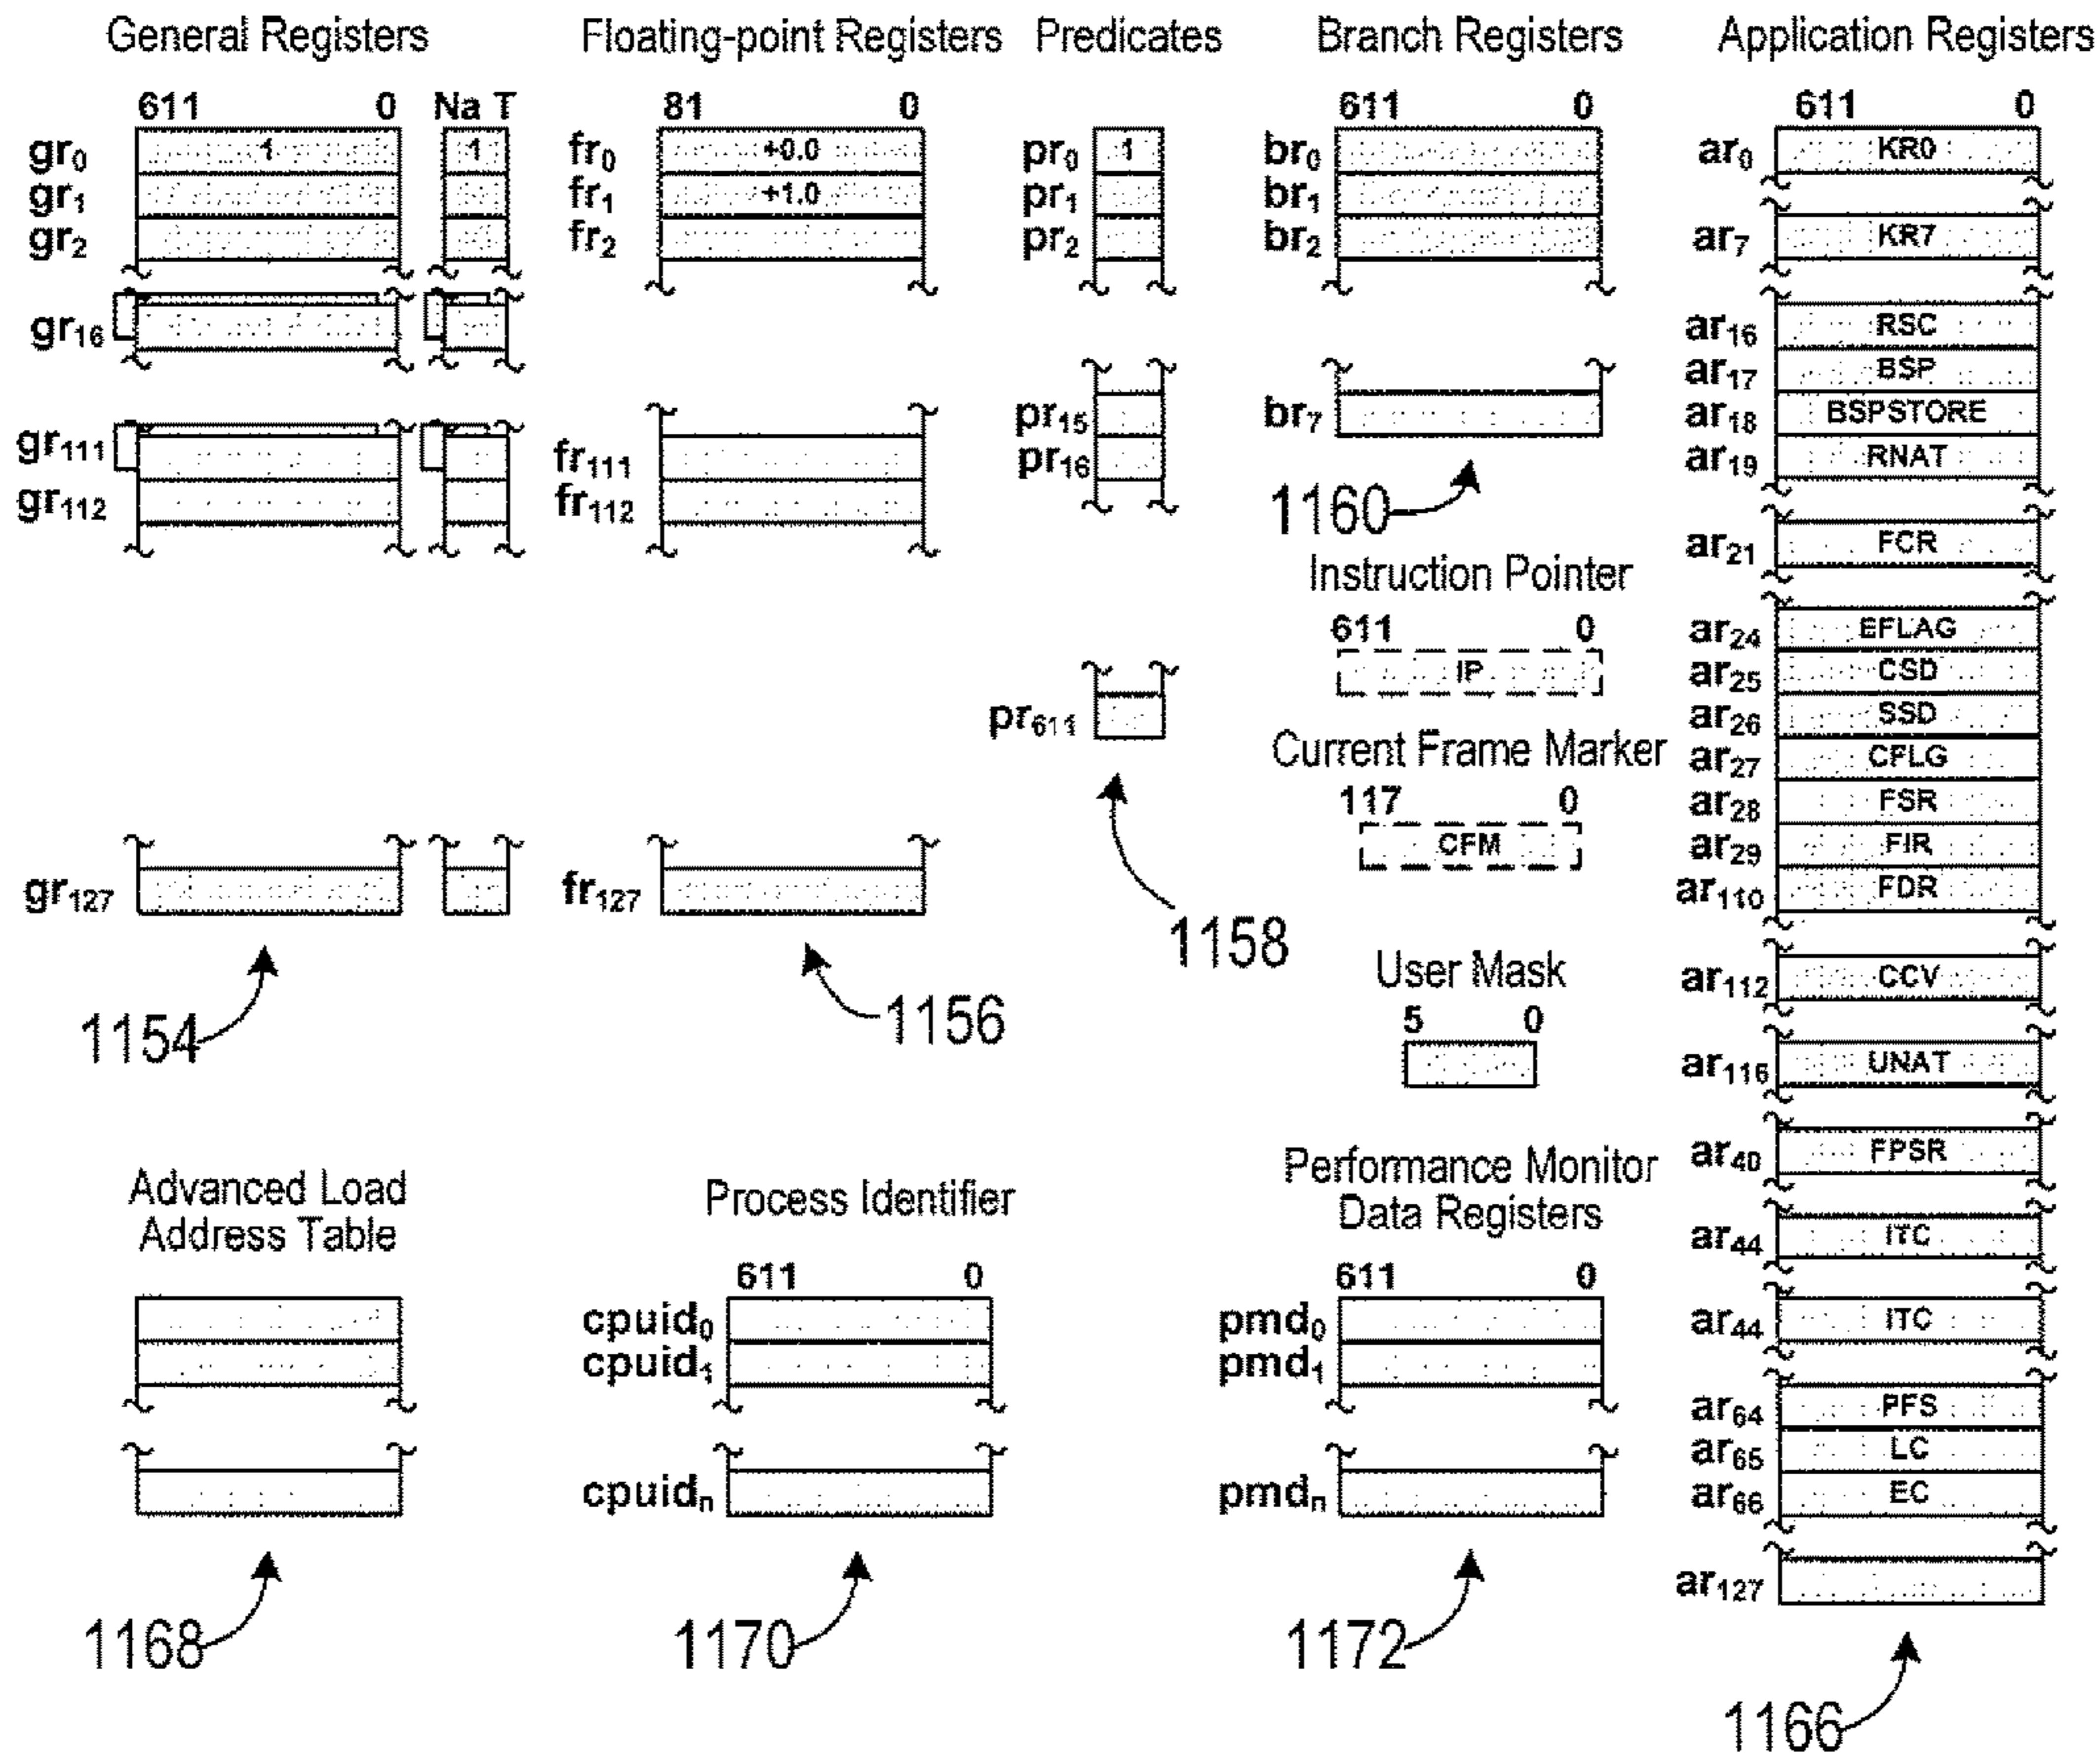 General Registers
611 0 Na T
gr0 1 1
gr1
gr2
gr16
gr111
gr112
gr127
1154
Floating-point Registers
81 0
fr0 +0.0
fr1 +1.0
fr2
fr111
fr112
fr127
1156
Predicates
pr0 1
pr1
pr2
pr15
pr16
pr611
1158
Branch Registers
611 0
br0
br1
br2
br7
1160
Instruction Pointer
611 0
IP
Current Frame Marker
117 0
CFM
User Mask
5 0
Application Registers
611 0
ar0 KR0
ar7 KR7
ar16 RSC
ar17 BSP
ar18 BSPSTORE
ar19 RNAT
ar21 FCR
ar24 EFLAG
ar25 CSD
ar26 SSD
ar27 CFLG
ar28 FSR
ar29 FIR
ar110 FDR
ar112 CCV
ar116 UNAT
ar40 FPSR
ar44 ITC
ar44 ITC
ar64 PFS
ar65 LC
ar66 EC
ar127
1166
Advanced Load
Address Table
1168
Process Identifier
611 0
cpuid0
cpuid1
cpuidn
1170
Performance Monitor
Data Registers
611 0
pmd0
pmd1
pmdn
1172